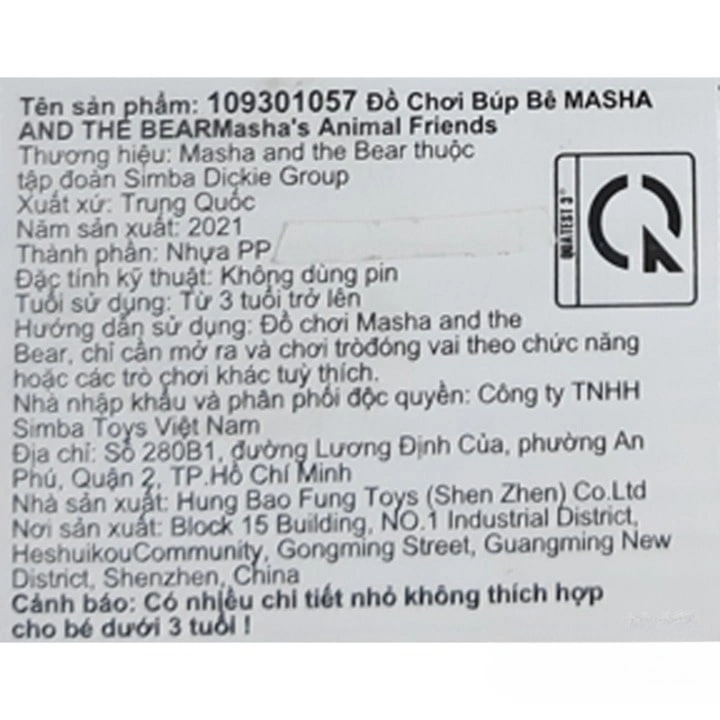 Tên sản phẩm: 109301057 Đồ Chơi Búp Bê MASHA
AND THE BEARMasha's Animal Friends
Thương hiệu: Masha and the Bear thuộc
tập đoàn Simba Dickie Group
Xuất xứ: Trung Quốc
Năm sản xuất: 2021
Thành phần: Nhựa PP
Đặc tính kỹ thuật: Không dùng pin
Tuổi sử dụng: Từ 3 tuổi trở lên
Hướng dẫn sử dụng: Đồ chơi Masha and the
Bear, chỉ cần mở ra và chơi tròđóng vai theo chức năng
hoặc các trò chơi khác tuỳ thích.
Nhà nhập khẩu và phân phối độc quyền: Công ty TNHH
Simba Toys Việt Nam
Địa chỉ: Số 280B1, đường Lương Định Của, phường An
Phú, Quận 2, TP.Hồ Chí Minh
Nhà sản xuất: Hung Bao Fung Toys (Shen Zhen) Co.Ltd
Nơi sản xuất: Block 15 Building, NO.1 Industrial District,
HeshuikouCommunity, Gongming Street, Guangming New
District, Shenzhen, China
Cảnh báo: Có nhiều chi tiết nhỏ không thích hợp
cho bé dưới 3 tuổi !
QUATEST 3®